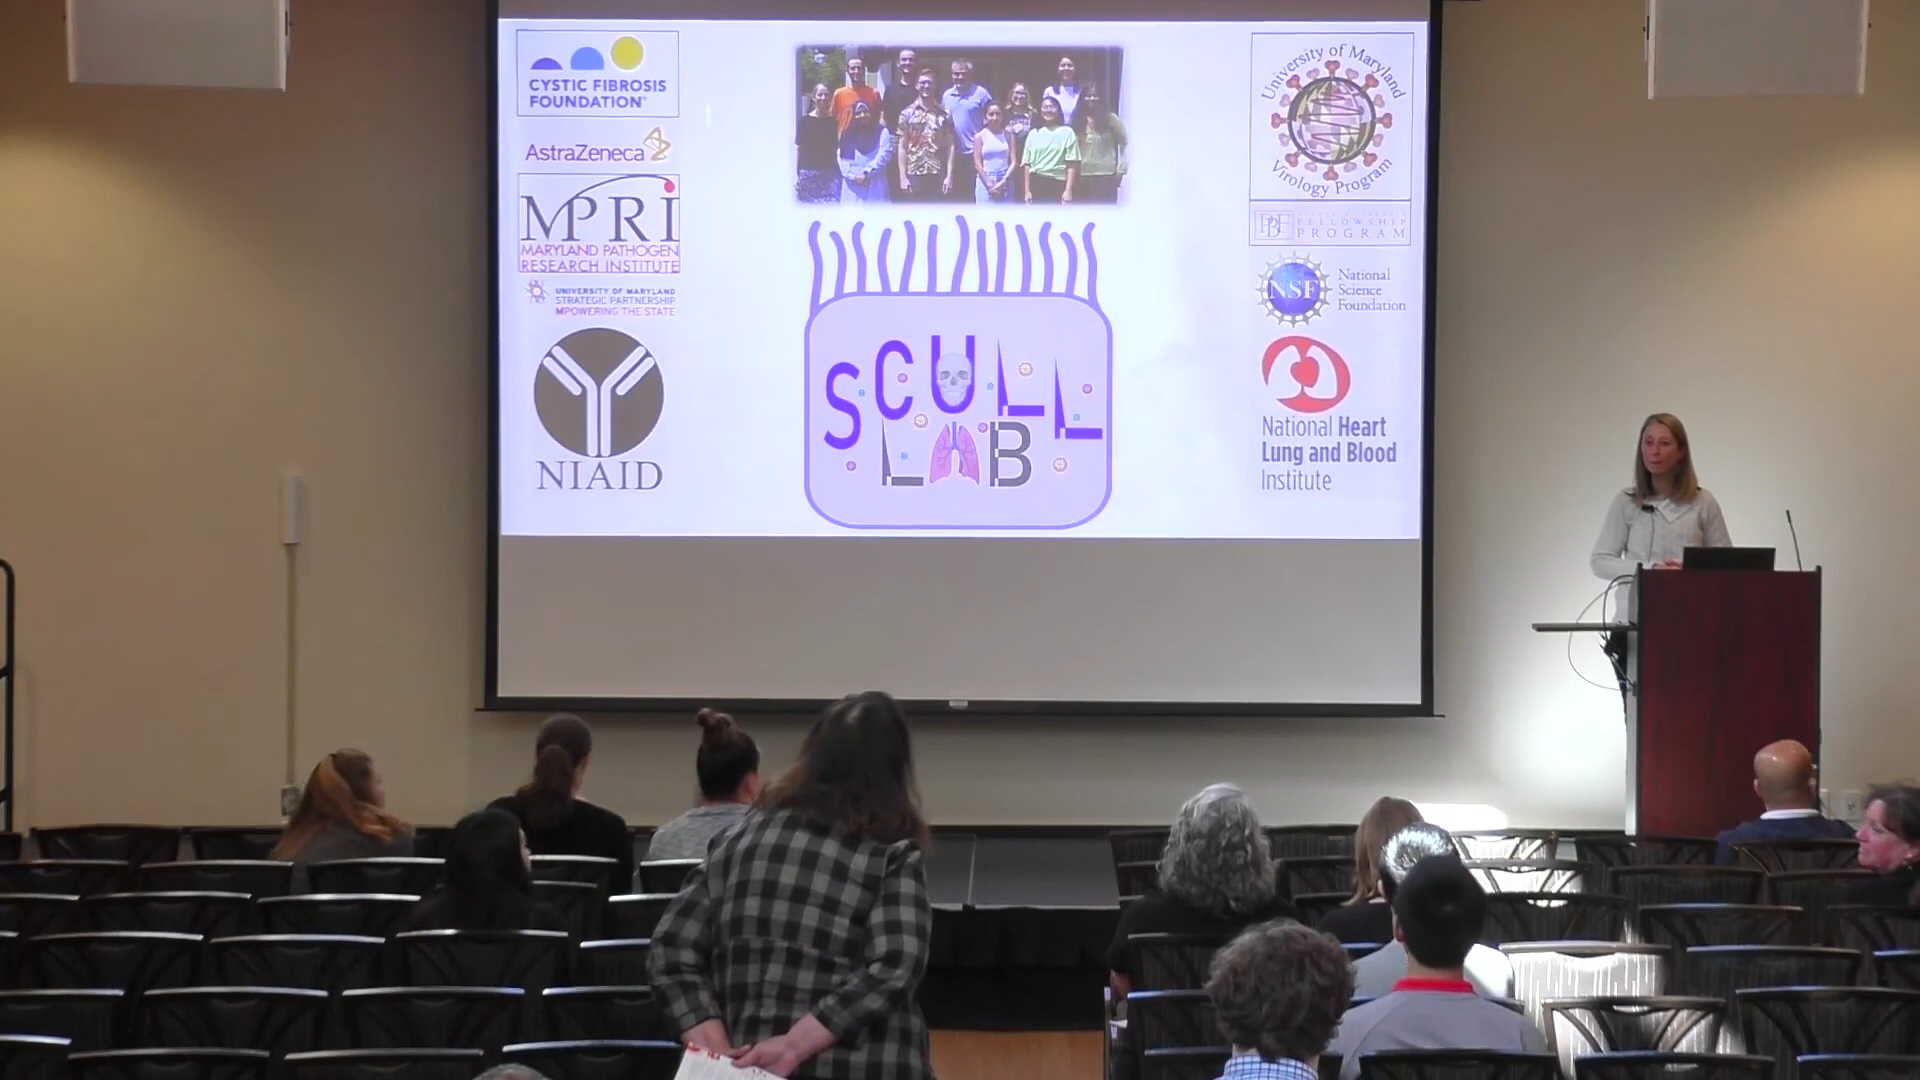 CYSTIC FIBROSIS
FOUNDATION
AstraZeneca
MPRI
MARYLAND PATHOGEN
RESEARCH INSTITUTE
UNIVERSITY OF MARYLAND
STRATEGIC PARTNERSHIP
MPOWERING THE STATE
NIAID
SCULL
LAB
University of Maryland
Virology Program
FELLOWSHIP
PROGRAM
NSF
National
Science
Foundation
National Heart
Lung and Blood
Institute